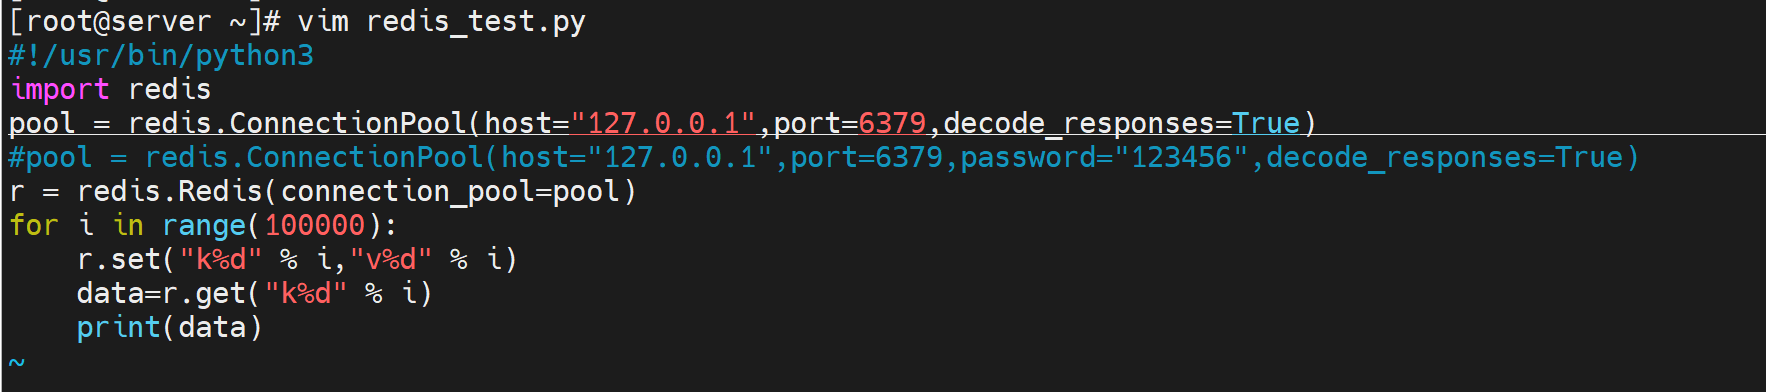 [root@server ~]# vim redis_test.py
#!/usr/bin/python3
import redis
pool = redis.ConnectionPool(host="127.0.0.1",port=6379,decode_responses=True)
#pool = redis.ConnectionPool(host="127.0.0.1",port=6379,password="123456",decode_responses=True)
r = redis.Redis(connection_pool=pool)
for i in range(100000):
    r.set("k%d" % i,"v%d" % i)
    data=r.get("k%d" % i)
    print(data)
~